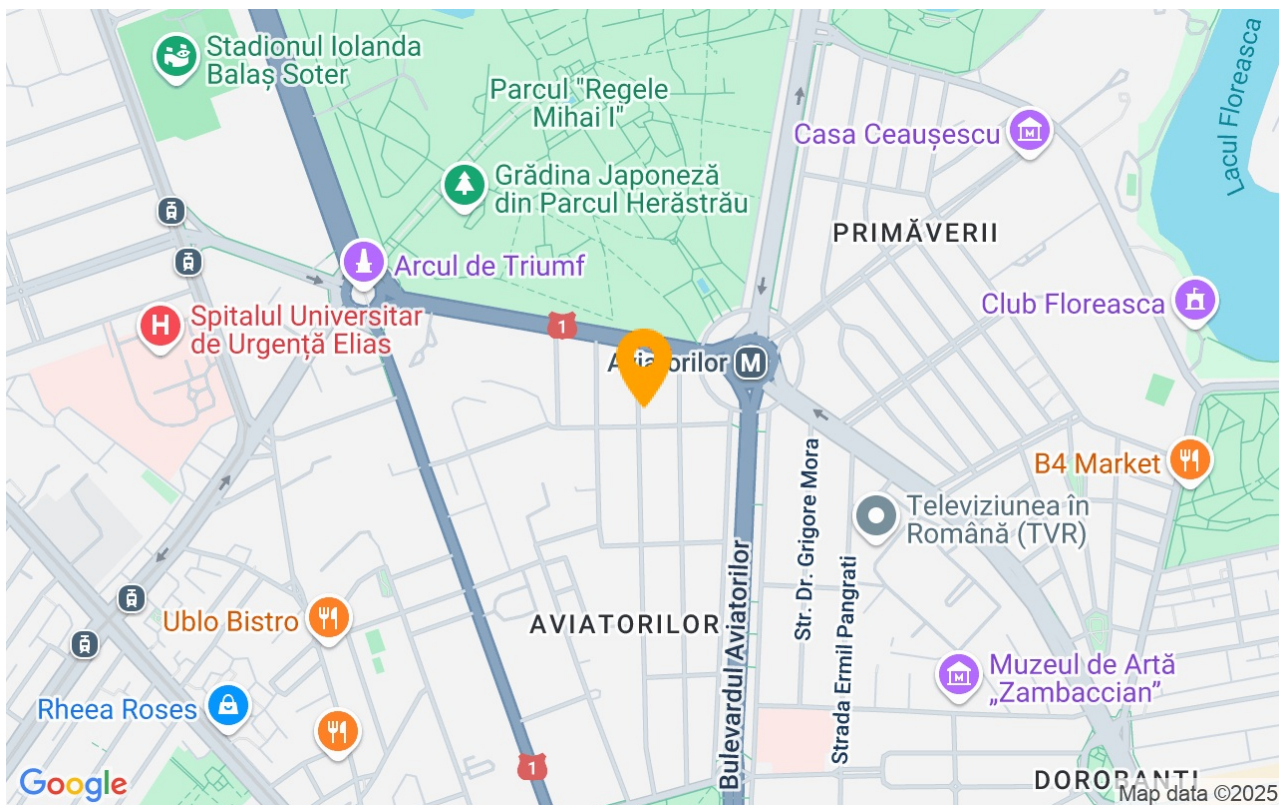 Stadionul Iolanda
Balaș Soter
Parcul "Regele
Mihai I"
Casa Ceaușescu
Lacul Floreasca
Grădina Japoneză
din Parcul Herăstrău
PRIMĂVERII
Arcul de Triumf
Club Floreasca
H
Spitalul Universitar
de Urgență Elias
1
Aviatorilor
M
B4 Market
Str. Dr. Grigore Mora
Televiziunea în
Română (TVR)
Strada Ermil Pangrati
Bulevardul Aviatorilor
Ublo Bistro
AVIATORILOR
Muzeul de Artă
„Zambaccian”
Rheea Roses
1
DOROBANȚI
Google
Map data ©2025